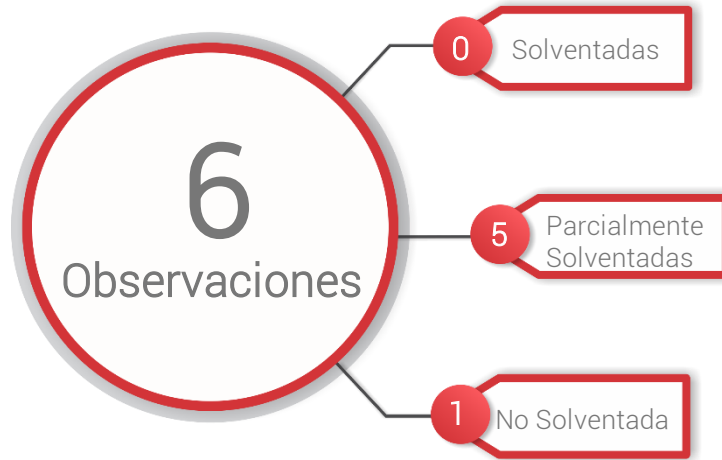 6
Observaciones
0
Solventadas
5
Parcialmente
Solventadas
1
No Solventada